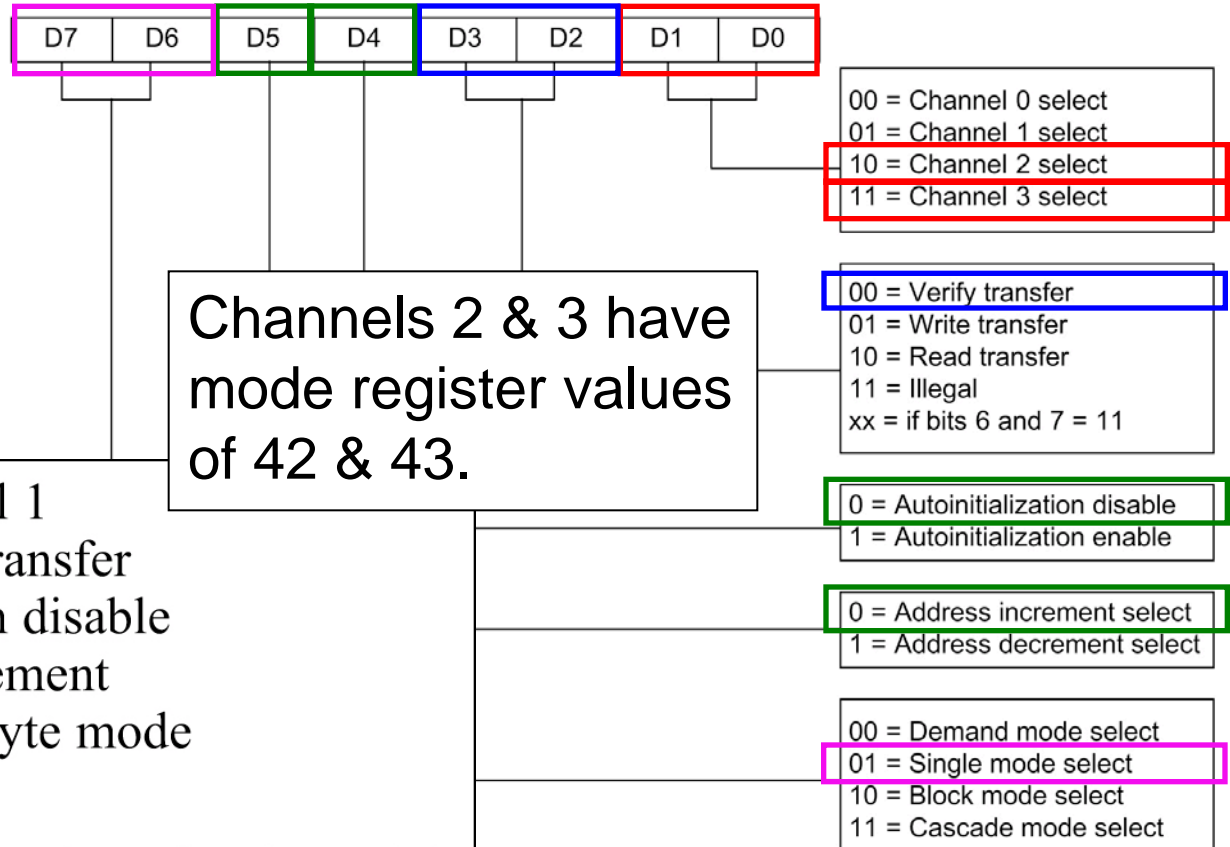 D7 D6 D5 D4 D3 D2 D1 D0
00 = Channel 0 select
01 = Channel 1 select
10 = Channel 2 select
11 = Channel 3 select
00 = Verify transfer
01 = Write transfer
10 = Read transfer
11 = Illegal
xx = if bits 6 and 7 = 11
Channels 2 & 3 have
mode register values
of 42 & 43.
0 = Autoinitialization disable
1 = Autoinitialization enable
0 = Address increment select
1 = Address decrement select
00 = Demand mode select
01 = Single mode select
10 = Block mode select
11 = Cascade mode select
1
disable
mode